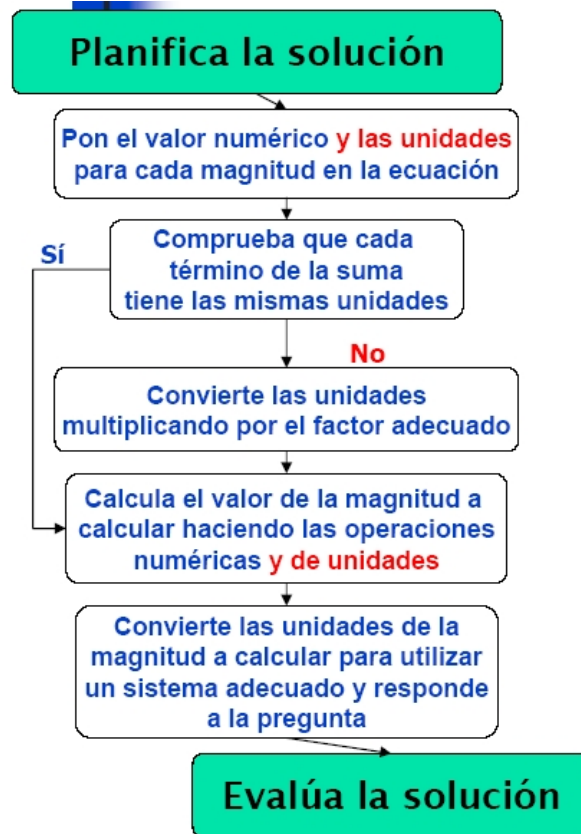 Planifica la solución
Pon el valor numérico y las unidades
para cada magnitud en la ecuación
Comprueba que cada
término de la suma
tiene las mismas unidades
Sí
No
Convierte las unidades
multiplicando por el factor adecuado
Calcula el valor de la magnitud a
calcular haciendo las operaciones
numéricas y de unidades
Convierte las unidades de la
magnitud a calcular para utilizar
un sistema adecuado y responde
a la pregunta
Evalúa la solución